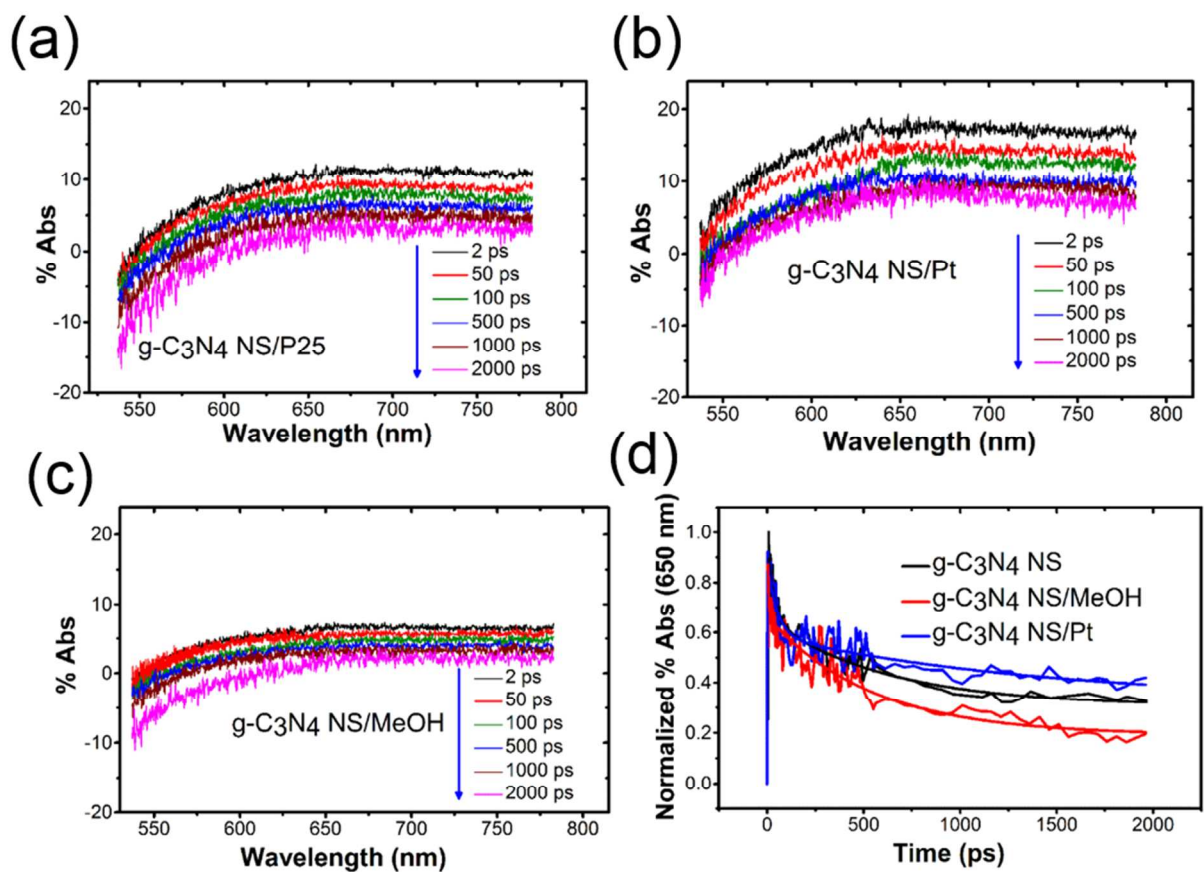 (a)
% Abs
20
10
0
-10
-20
550 600 650 700 750 800
Wavelength (nm)
g-C3N4 NS/P25
2 ps
50 ps
100 ps
500 ps
1000 ps
2000 ps
(b)
% Abs
20
10
0
-10
-20
550 600 650 700 750 800
Wavelength (nm)
g-C3N4 NS/Pt
2 ps
50 ps
100 ps
500 ps
1000 ps
2000 ps
(c)
% Abs
20
10
0
-10
-20
550 600 650 700 750 800
Wavelength (nm)
g-C3N4 NS/MeOH
2 ps
50 ps
100 ps
500 ps
1000 ps
2000 ps
(d)
Normalized % Abs (650 nm)
1.0
0.8
0.6
0.4
0.2
0.0
0 500 1000 1500 2000
Time (ps)
g-C3N4 NS
g-C3N4 NS/MeOH
g-C3N4 NS/Pt